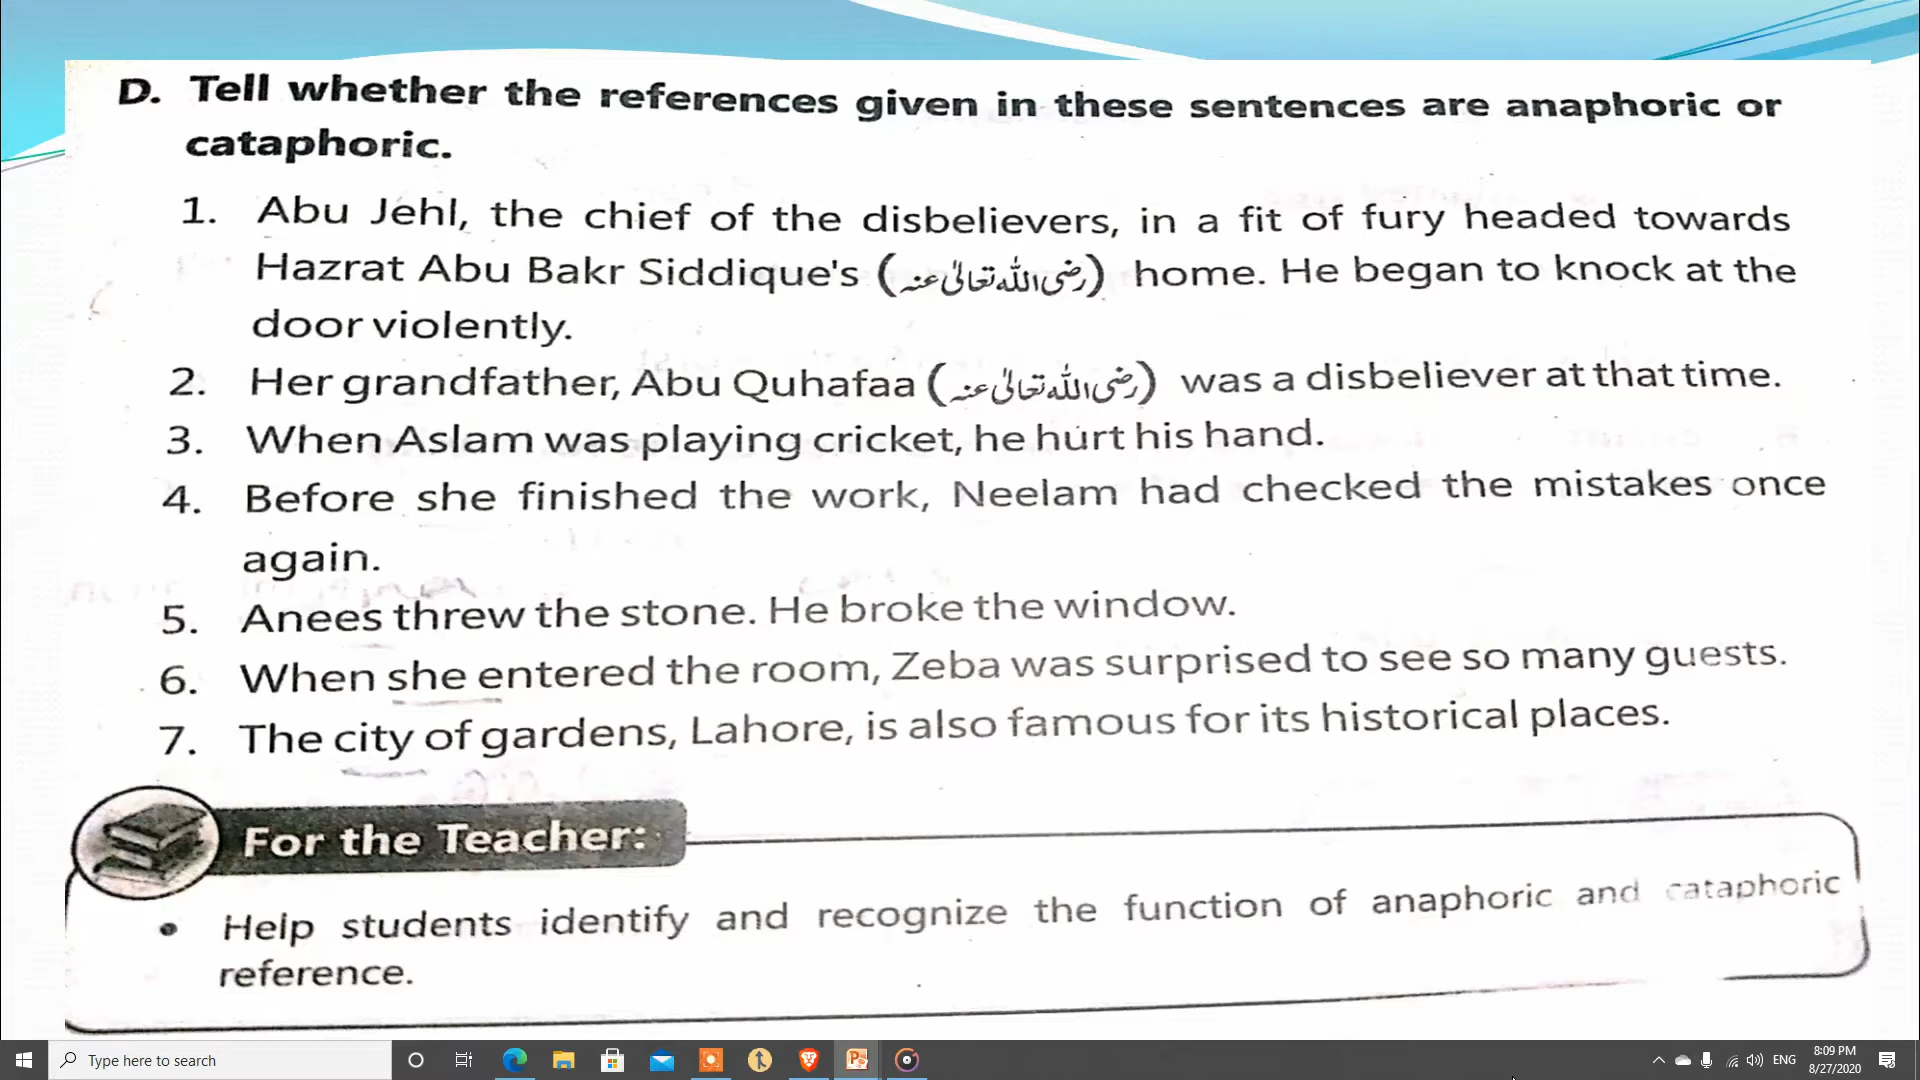 D. Tell whether the references given in these sentences are anaphoric or
cataphoric.
1. Abu Jehl, the chief of the disbelievers, in a fit of fury headed towards
Hazrat Abu Bakr Siddique's (رضی اللہ تعالیٰ عنہ) home. He began to knock at the
door violently.
2. Her grandfather, Abu Quhafaa (رضی اللہ تعالیٰ عنہ) was a disbeliever at that time.
3. When Aslam was playing cricket, he hurt his hand.
4. Before she finished the work, Neelam had checked the mistakes once
again.
5. Anees threw the stone. He broke the window.
6. When she entered the room, Zeba was surprised to see so many guests.
7. The city of gardens, Lahore, is also famous for its historical places.
For the Teacher:
• Help students identify and recognize the function of anaphoric and cataphoric
reference.
Type here to search
ENG
8:09 PM
8/27/2020